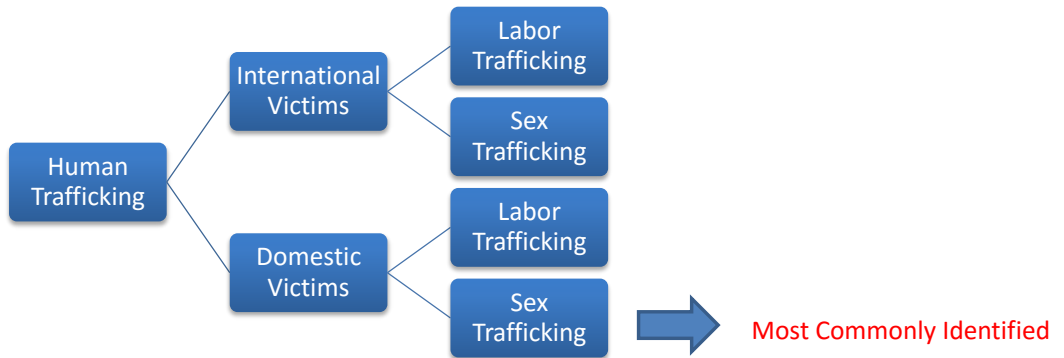 Human
Trafficking
International
Victims
Labor
Trafficking
Sex
Trafficking
Domestic
Victims
Labor
Trafficking
Sex
Trafficking
Most Commonly Identified